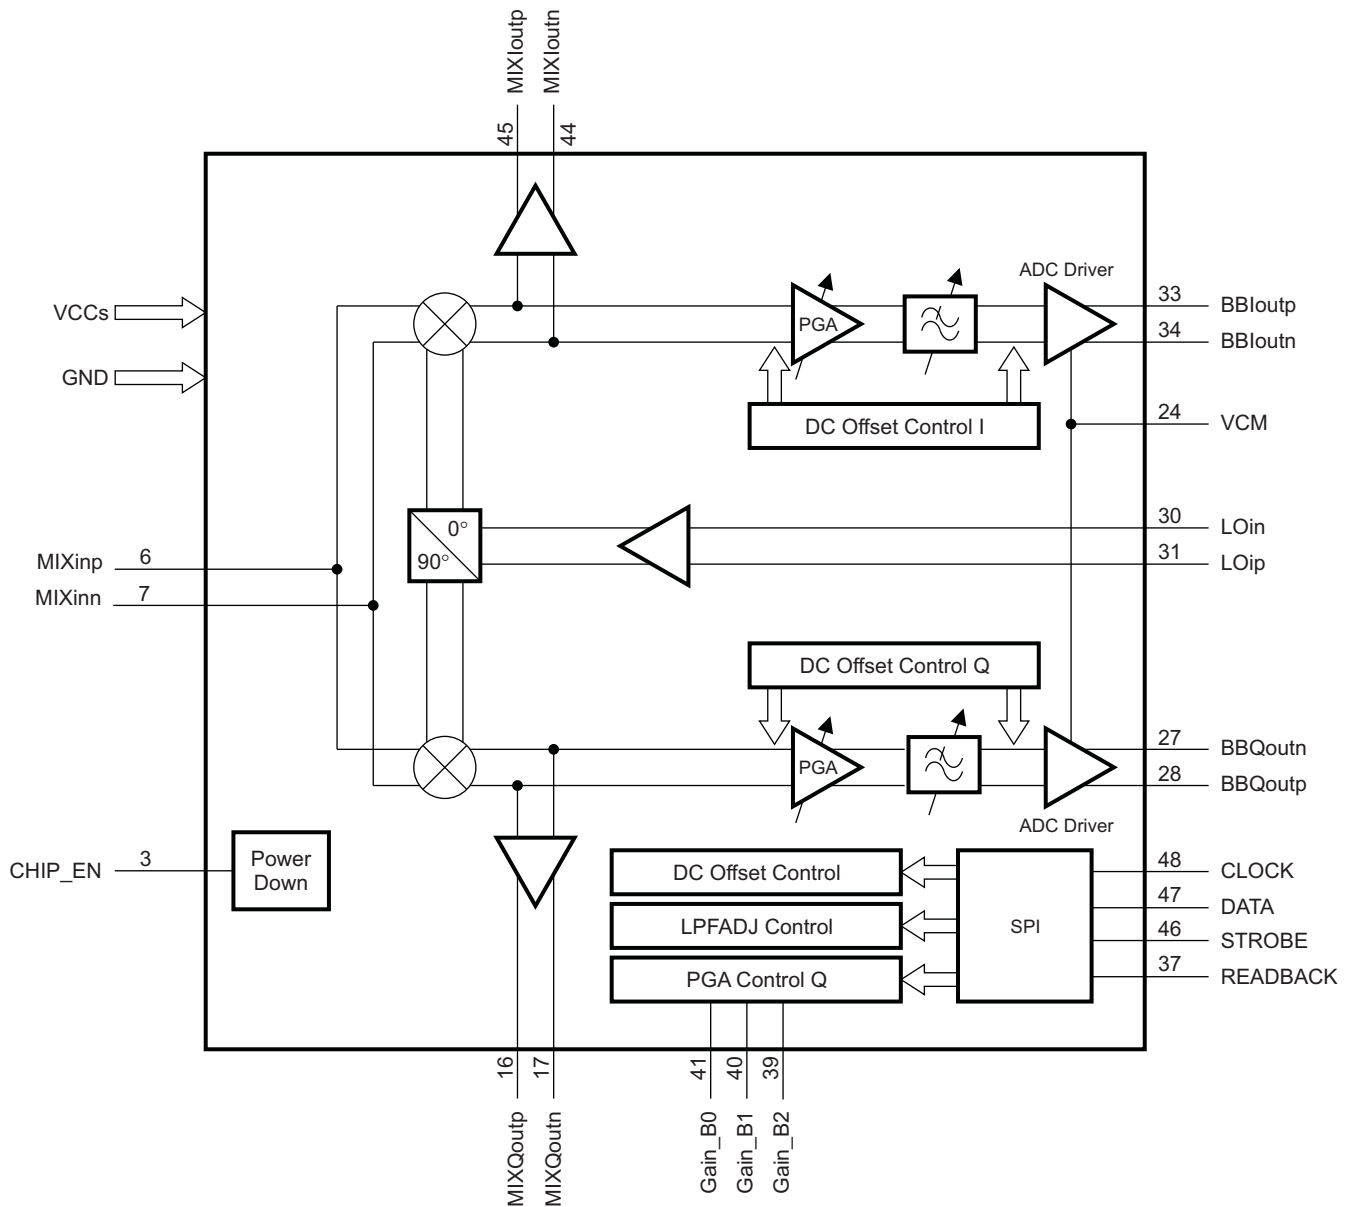 MIXIoutp
MIXIoutn
45
44
ADC Driver
VCCs
33
BBIoutp
PGA
34
BBIoutn
GND
DC Offset Control I
24
VCM
0°
90°
30
LOin
31
LOip
MIXinp
6
MIXinn
7
DC Offset Control Q
27
BBQoutn
PGA
28
BBQoutp
ADC Driver
CHIP_EN
3
Power
Down
DC Offset Control
LPFADJ Control
PGA Control Q
SPI
48
CLOCK
47
DATA
46
STROBE
37
READBACK
16
17
41
40
39
MIXQoutp
MIXQoutn
Gain_B0
Gain_B1
Gain_B2